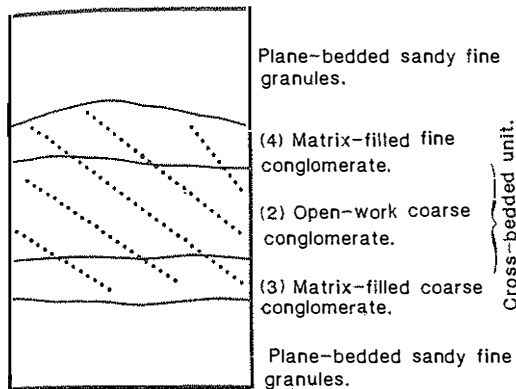 Plane-bedded sandy fine
granules.
(4) Matrix-filled fine
conglomerate.
(2) Open-work coarse
conglomerate.
(3) Matrix-filled coarse
conglomerate.
Cross-bedded unit.
Plane-bedded sandy fine
granules.